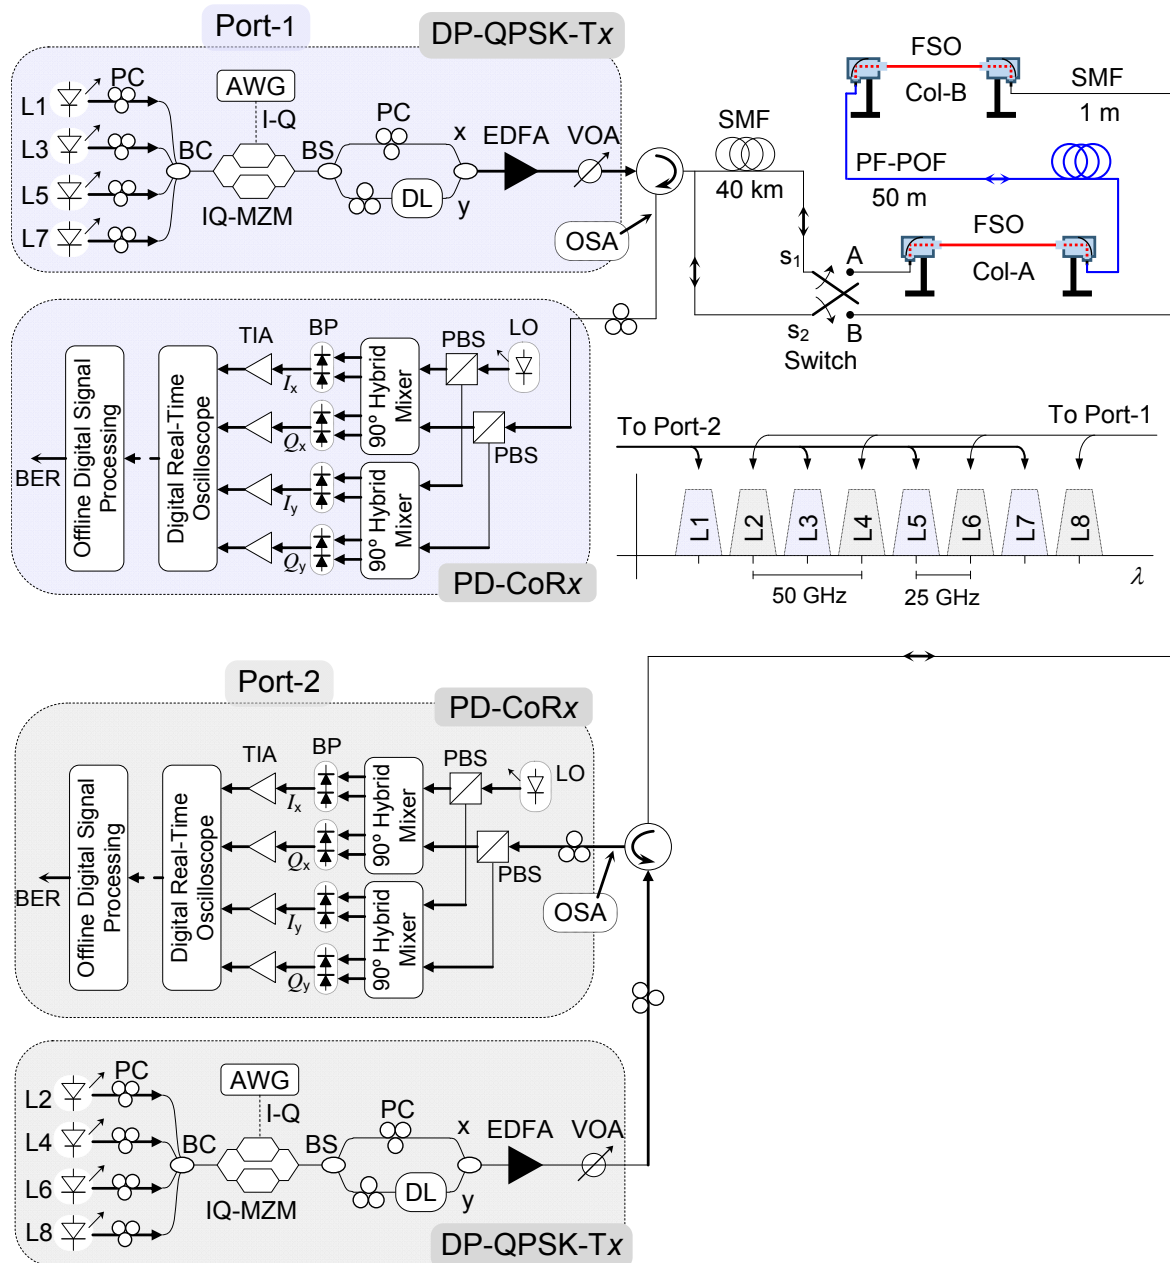 Port-1
DP-QPSK-Tx
PC
AWG
L1
I-Q
L3
BC
BS
PC
x
EDFA
VOA
L5
IQ-MZM
DL
y
L7
OSA
SMF
40 km
FSO
Col-B
SMF
1 m
PF-POF
50 m
FSO
Col-A
s1
A
s2
B
Switch
TIA
BP
PBS
LO
Ix
Qx
PBS
Iy
Qy
90º Hybrid
Mixer
90º Hybrid
Mixer
Digital Real-Time
Oscilloscope
Offline Digital Signal
Processing
BER
PD-CoRx
To Port-2
To Port-1
L1
L2
L3
L4
L5
L6
L7
L8
50 GHz
25 GHz
λ
Port-2
PD-CoRx
TIA
BP
PBS
LO
Ix
Qx
PBS
Iy
Qy
90º Hybrid
Mixer
90º Hybrid
Mixer
Digital Real-Time
Oscilloscope
Offline Digital Signal
Processing
BER
OSA
PC
AWG
L2
I-Q
L4
BC
BS
PC
x
EDFA
VOA
L6
IQ-MZM
DL
y
L8
DP-QPSK-Tx